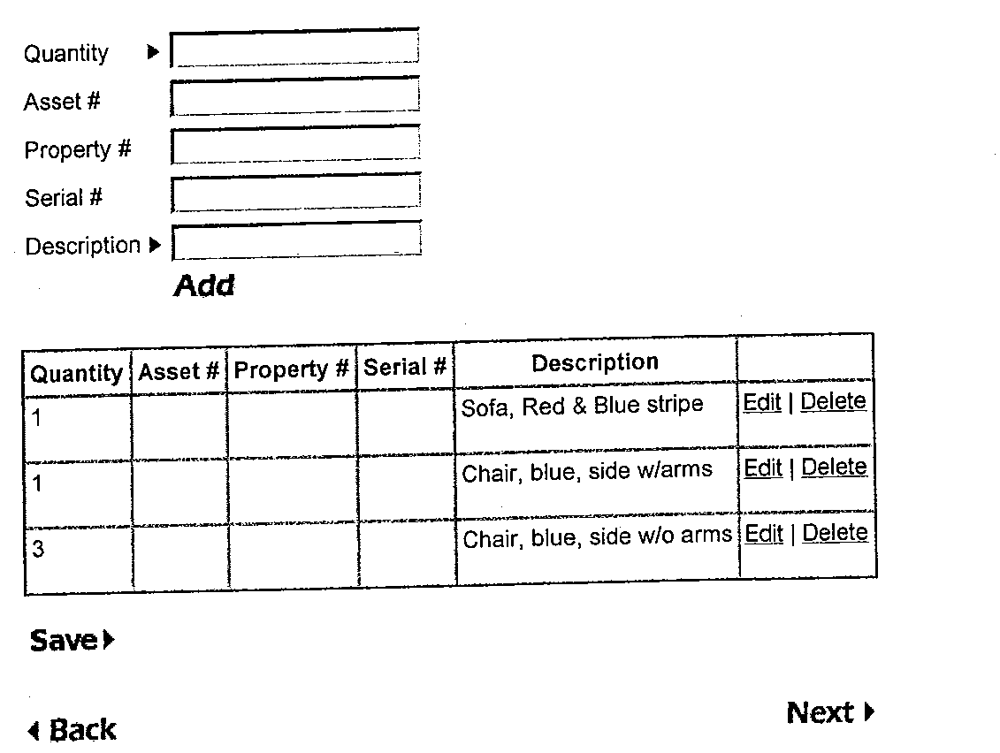 Quantity ▶
Asset #
Property #
Serial #
Description ▶
Add
Quantity Asset # Property # Serial # Description
1 Sofa, Red & Blue stripe Edit | Delete
1 Chair, blue, side w/arms Edit | Delete
3 Chair, blue, side w/o arms Edit | Delete
Save ▶
◀ Back Next ▶